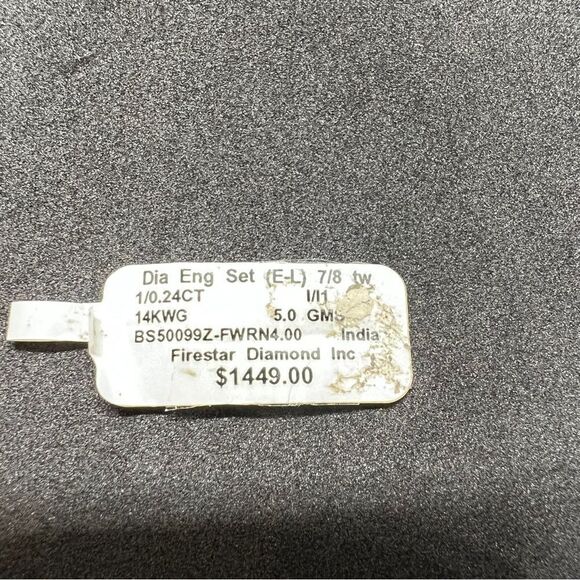 Dia Eng Set (E-L) 7/8 tw
1/0.24CT I/I1
14KWG 5.0 GMS
BS50099Z-FWRN4.00 India
Firestar Diamond Inc
$1449.00